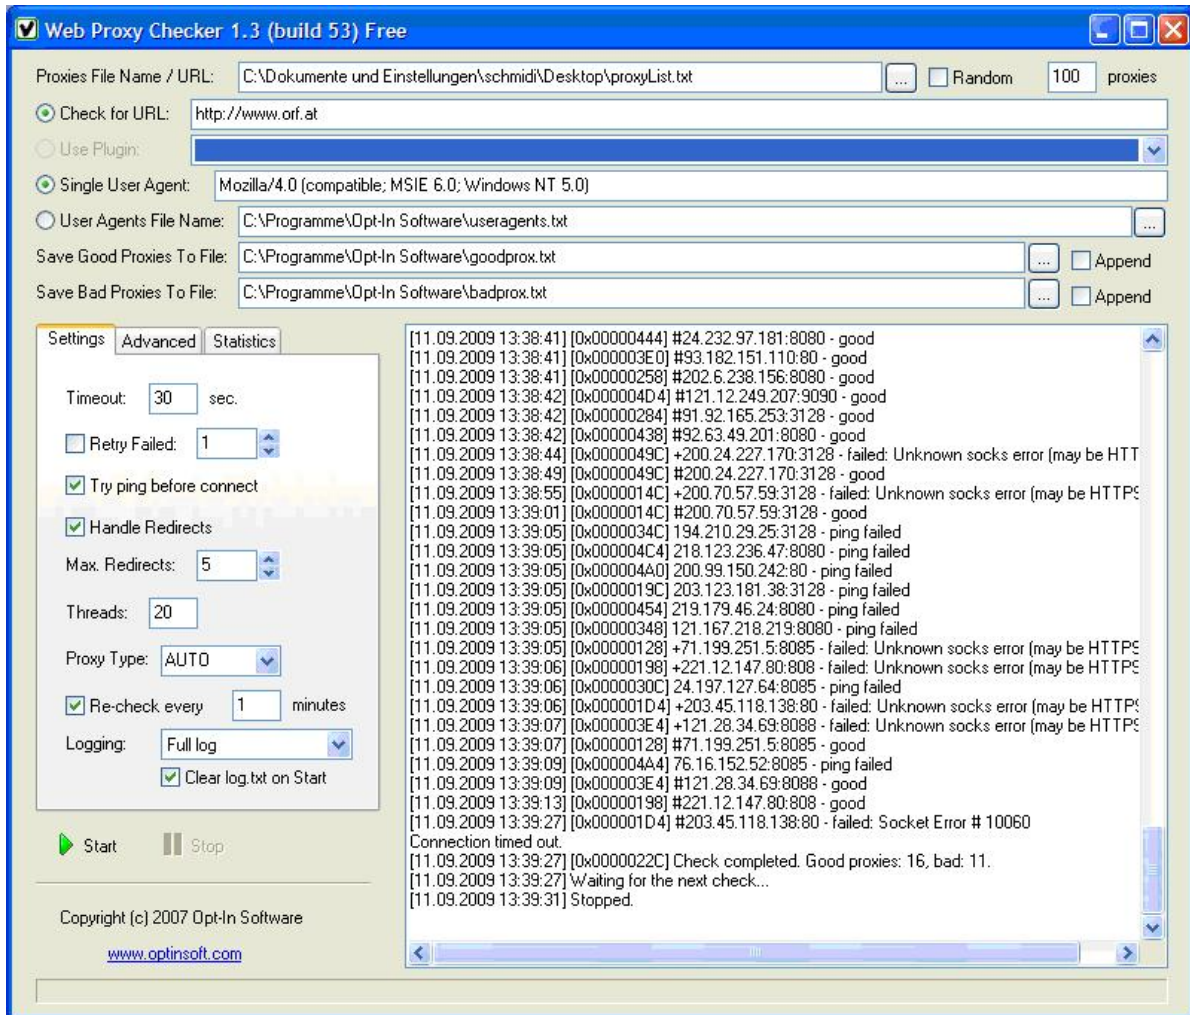 Web Proxy Checker 1.3 (build 53) Free
Proxies File Name / URL: C:\Dokumente und Einstellungen\schmidi\Desktop\proxyList.txt ... Random 100 proxies
Check for URL: http://www.orf.at
Use Plugin:
Single User Agent: Mozilla/4.0 (compatible; MSIE 6.0; Windows NT 5.0)
User Agents File Name: C:\Programme\Opt-In Software\useragents.txt ...
Save Good Proxies To File: C:\Programme\Opt-In Software\goodprox.txt ... Append
Save Bad Proxies To File: C:\Programme\Opt-In Software\badprox.txt ... Append
Settings Advanced Statistics
Timeout: 30 sec.
Retry Failed: 1
Try ping before connect
Handle Redirects
Max. Redirects: 5
Threads: 20
Proxy Type: AUTO
Re-check every 1 minutes
Logging: Full log
Clear log.txt on Start
Start Stop
Copyright (c) 2007 Opt-In Software
www.optinsoft.com
[11.09.2009 13:38:41] [0x00000444] #24.232.97.181:8080 - good
[11.09.2009 13:38:41] [0x000003E0] #93.182.151.110:80 - good
[11.09.2009 13:38:41] [0x00000258] #202.6.238.156:8080 - good
[11.09.2009 13:38:42] [0x000004D4] #121.12.249.207:9090 - good
[11.09.2009 13:38:42] [0x00000284] #91.92.165.253:3128 - good
[11.09.2009 13:38:42] [0x00000438] #92.63.49.201:8080 - good
[11.09.2009 13:38:44] [0x0000049C] +200.24.227.170:3128 - failed: Unknown socks error (may be HTT
[11.09.2009 13:38:49] [0x0000049C] #200.24.227.170:3128 - good
[11.09.2009 13:38:55] [0x0000014C] +200.70.57.59:3128 - failed: Unknown socks error (may be HTTPS
[11.09.2009 13:39:01] [0x0000014C] #200.70.57.59:3128 - good
[11.09.2009 13:39:05] [0x0000034C] 194.210.29.25:3128 - ping failed
[11.09.2009 13:39:05] [0x000004C4] 218.123.236.47:8080 - ping failed
[11.09.2009 13:39:05] [0x000004A0] 200.99.150.242:80 - ping failed
[11.09.2009 13:39:05] [0x0000019C] 203.123.181.38:3128 - ping failed
[11.09.2009 13:39:05] [0x00000454] 219.179.46.24:8080 - ping failed
[11.09.2009 13:39:05] [0x00000348] 121.167.218.219:8080 - ping failed
[11.09.2009 13:39:05] [0x00000128] +71.199.251.5:8085 - failed: Unknown socks error (may be HTTPS
[11.09.2009 13:39:06] [0x00000198] +221.12.147.80:808 - failed: Unknown socks error (may be HTTPS
[11.09.2009 13:39:06] [0x0000030C] 24.197.127.64:8085 - ping failed
[11.09.2009 13:39:06] [0x000001D4] +203.45.118.138:80 - failed: Unknown socks error (may be HTTPS
[11.09.2009 13:39:07] [0x000003E4] +121.28.34.69:8088 - failed: Unknown socks error (may be HTTPS
[11.09.2009 13:39:07] [0x00000128] #71.199.251.5:8085 - good
[11.09.2009 13:39:09] [0x000004A4] 76.16.152.52:8085 - ping failed
[11.09.2009 13:39:09] [0x000003E4] #121.28.34.69:8088 - good
[11.09.2009 13:39:13] [0x00000198] #221.12.147.80:808 - good
[11.09.2009 13:39:27] [0x000001D4] #203.45.118.138:80 - failed: Socket Error # 10060
Connection timed out.
[11.09.2009 13:39:27] [0x0000022C] Check completed. Good proxies: 16, bad: 11.
[11.09.2009 13:39:27] Waiting for the next check...
[11.09.2009 13:39:31] Stopped.